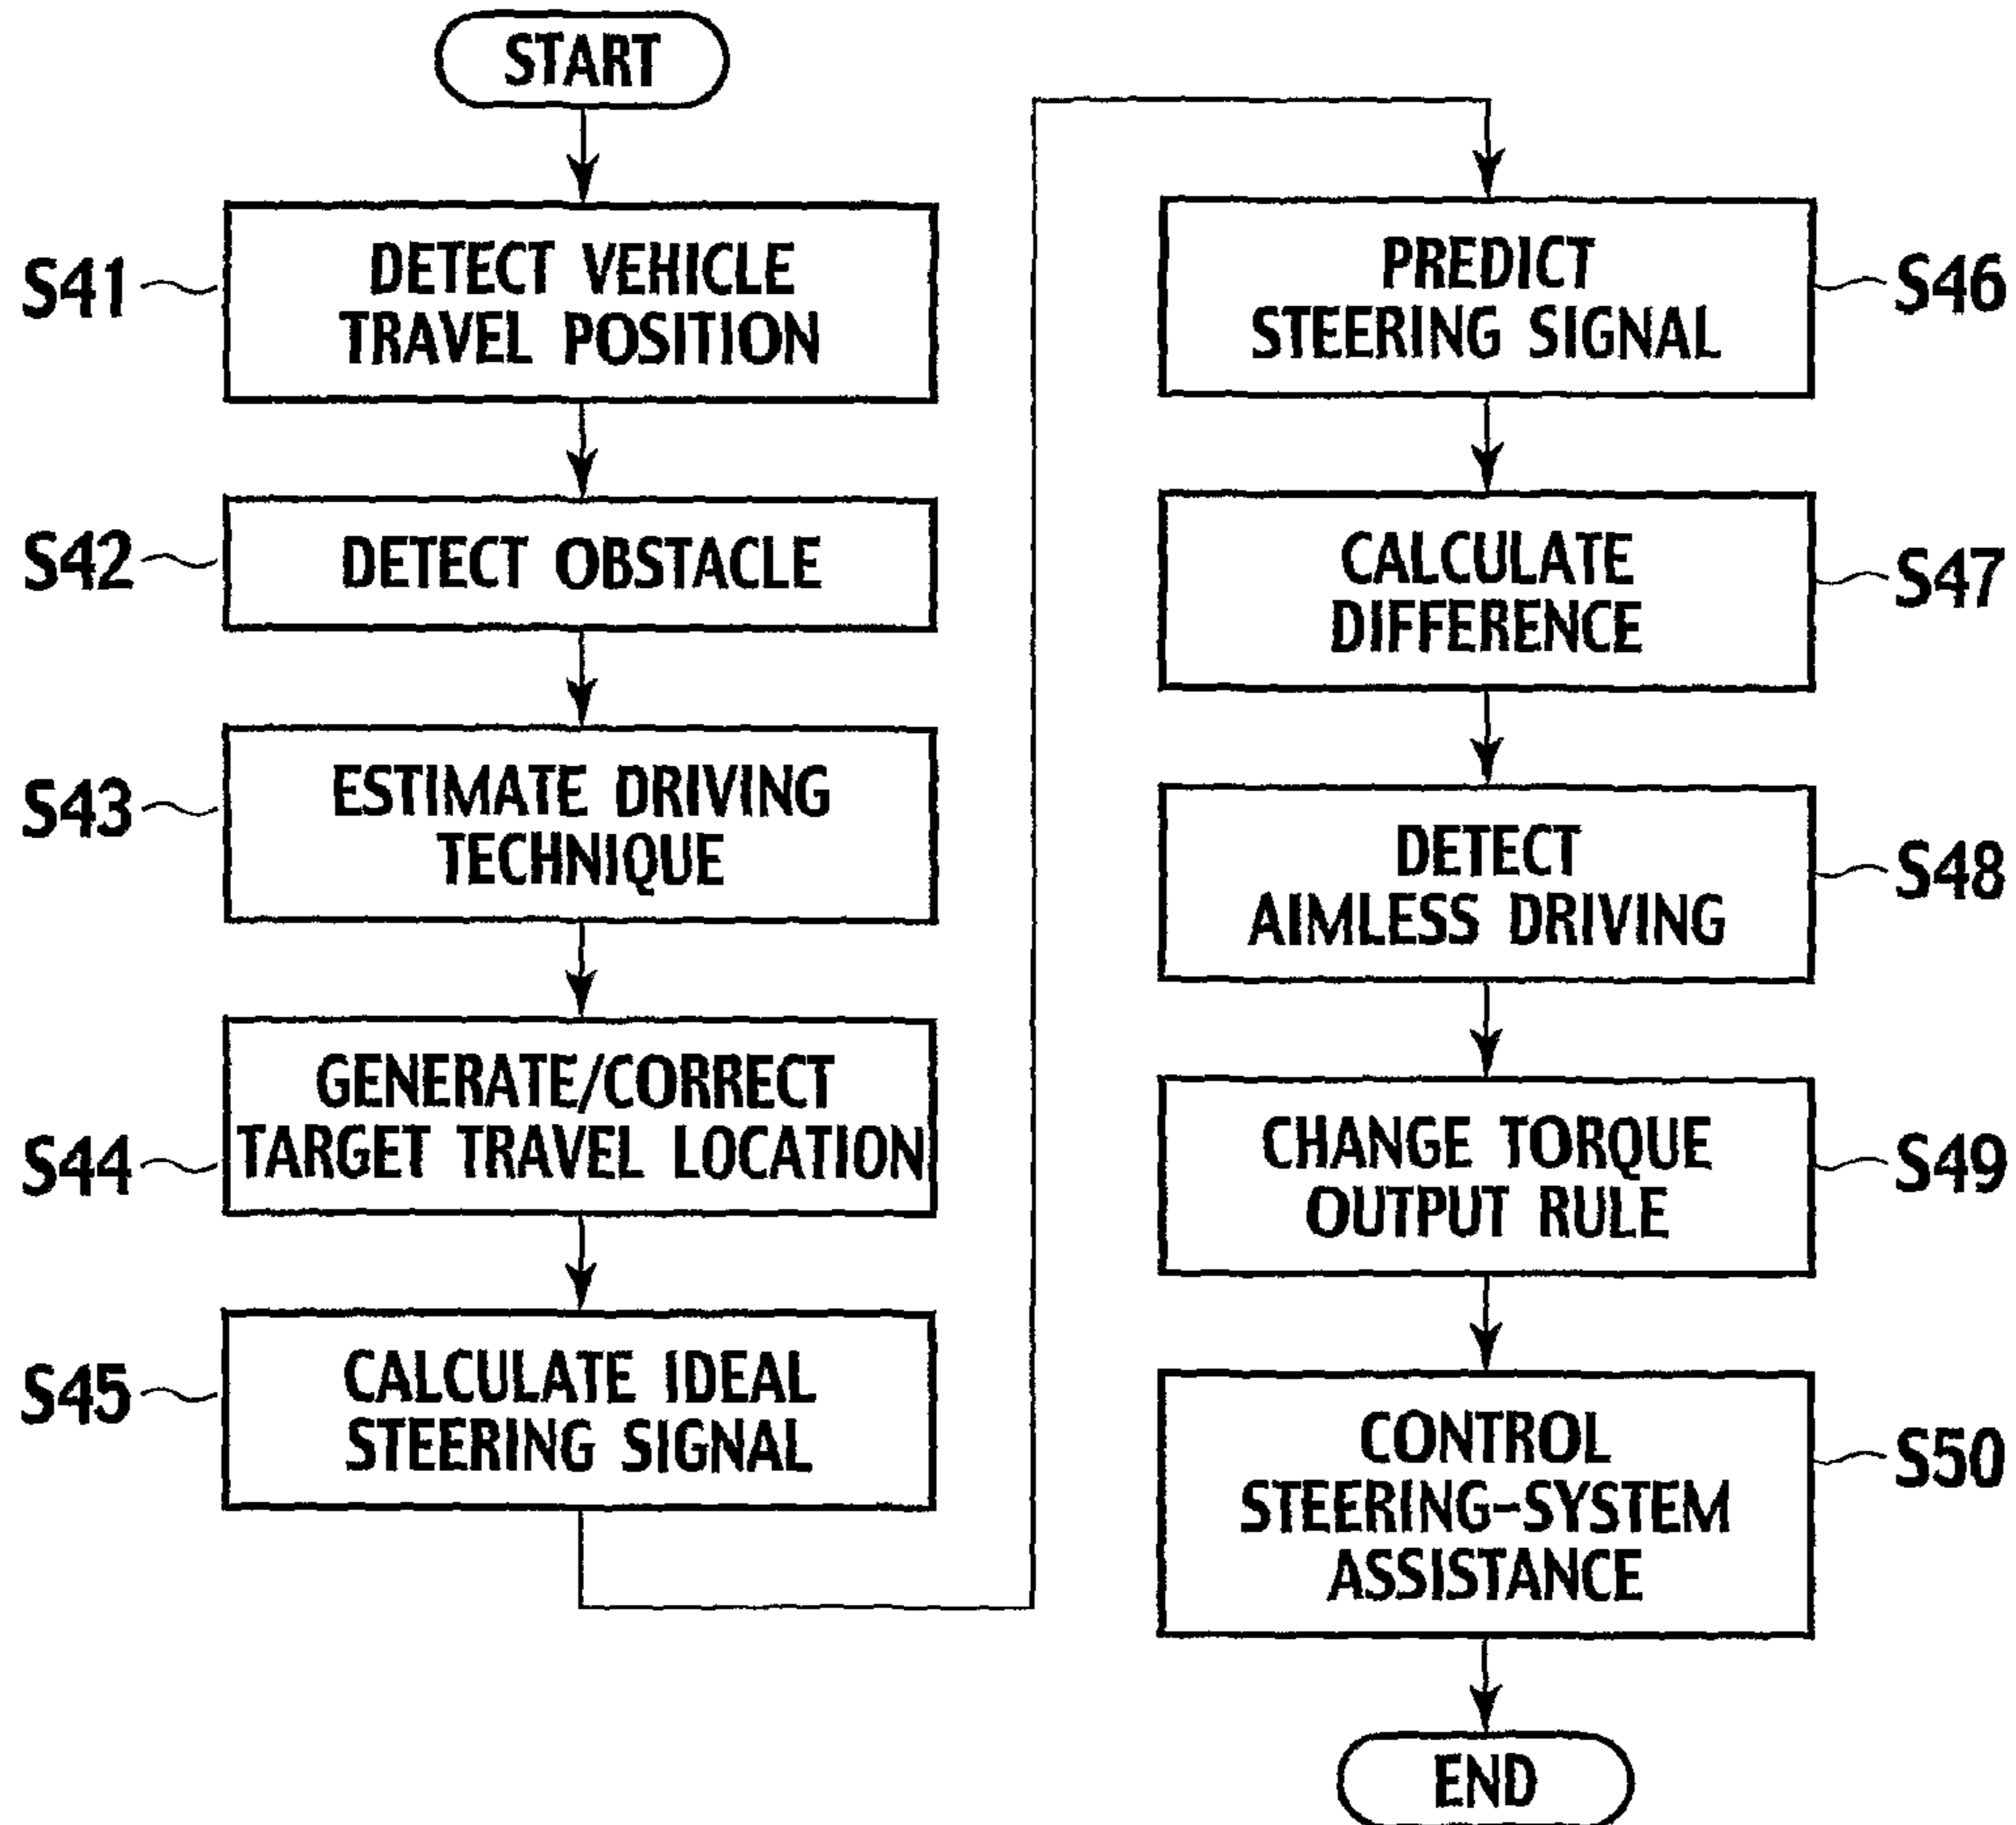 START
S41
DETECT VEHICLE
TRAVEL POSITION
S42
DETECT OBSTACLE
S43
ESTIMATE DRIVING
TECHNIQUE
S44
GENERATE/CORRECT
TARGET TRAVEL LOCATION
S45
CALCULATE IDEAL
STEERING SIGNAL
PREDICT
STEERING SIGNAL
S46
CALCULATE
DIFFERENCE
S47
DETECT
AIMLESS DRIVING
S48
CHANGE TORQUE
OUTPUT RULE
S49
CONTROL
STEERING-SYSTEM
ASSISTANCE
S50
END